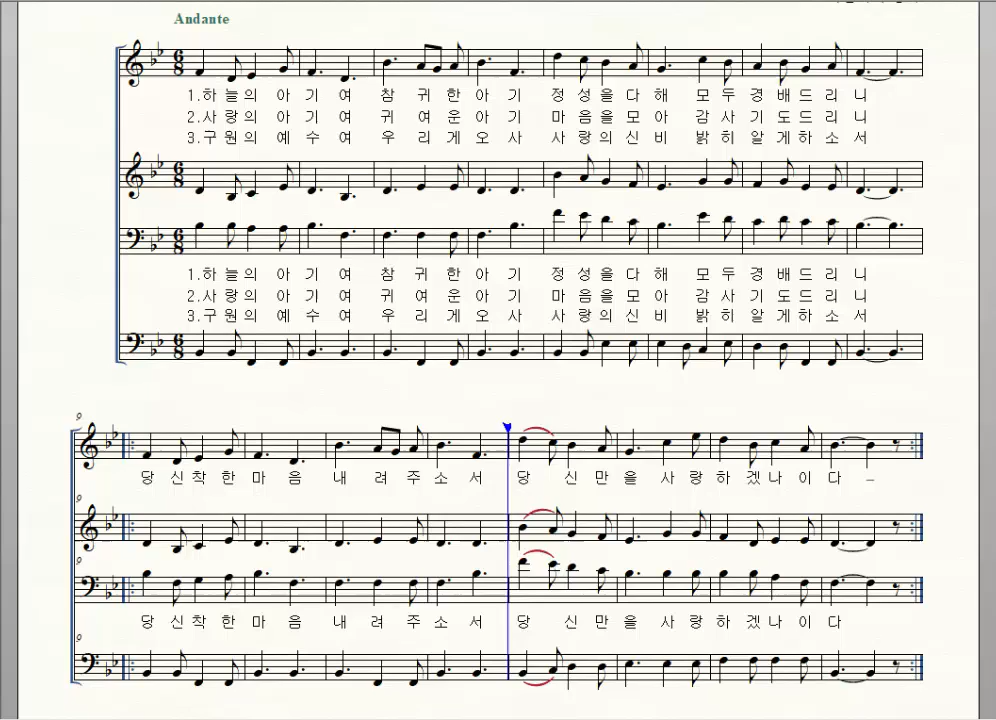 Andante
1.하늘의 아기여 참귀한아기 정성을다해 모두경배드리니
2.사랑의 아기여 귀여운아기 마음을모아 감사기도드리니
3.구원의 예수여 우리게오사 사랑의신비 밝히알게하소서
1.하늘의 아기여 참귀한아기 정성을다해 모두경배드리니
2.사랑의 아기여 귀여운아기 마음을모아 감사기도드리니
3.구원의 예수여 우리게오사 사랑의신비 밝히알게하소서
9
당신착한마음 내려주소서 당신만을 사랑하겠나이다 _
9
9
당신착한마음 내려주소서 당신만을 사랑하겠나이다
9